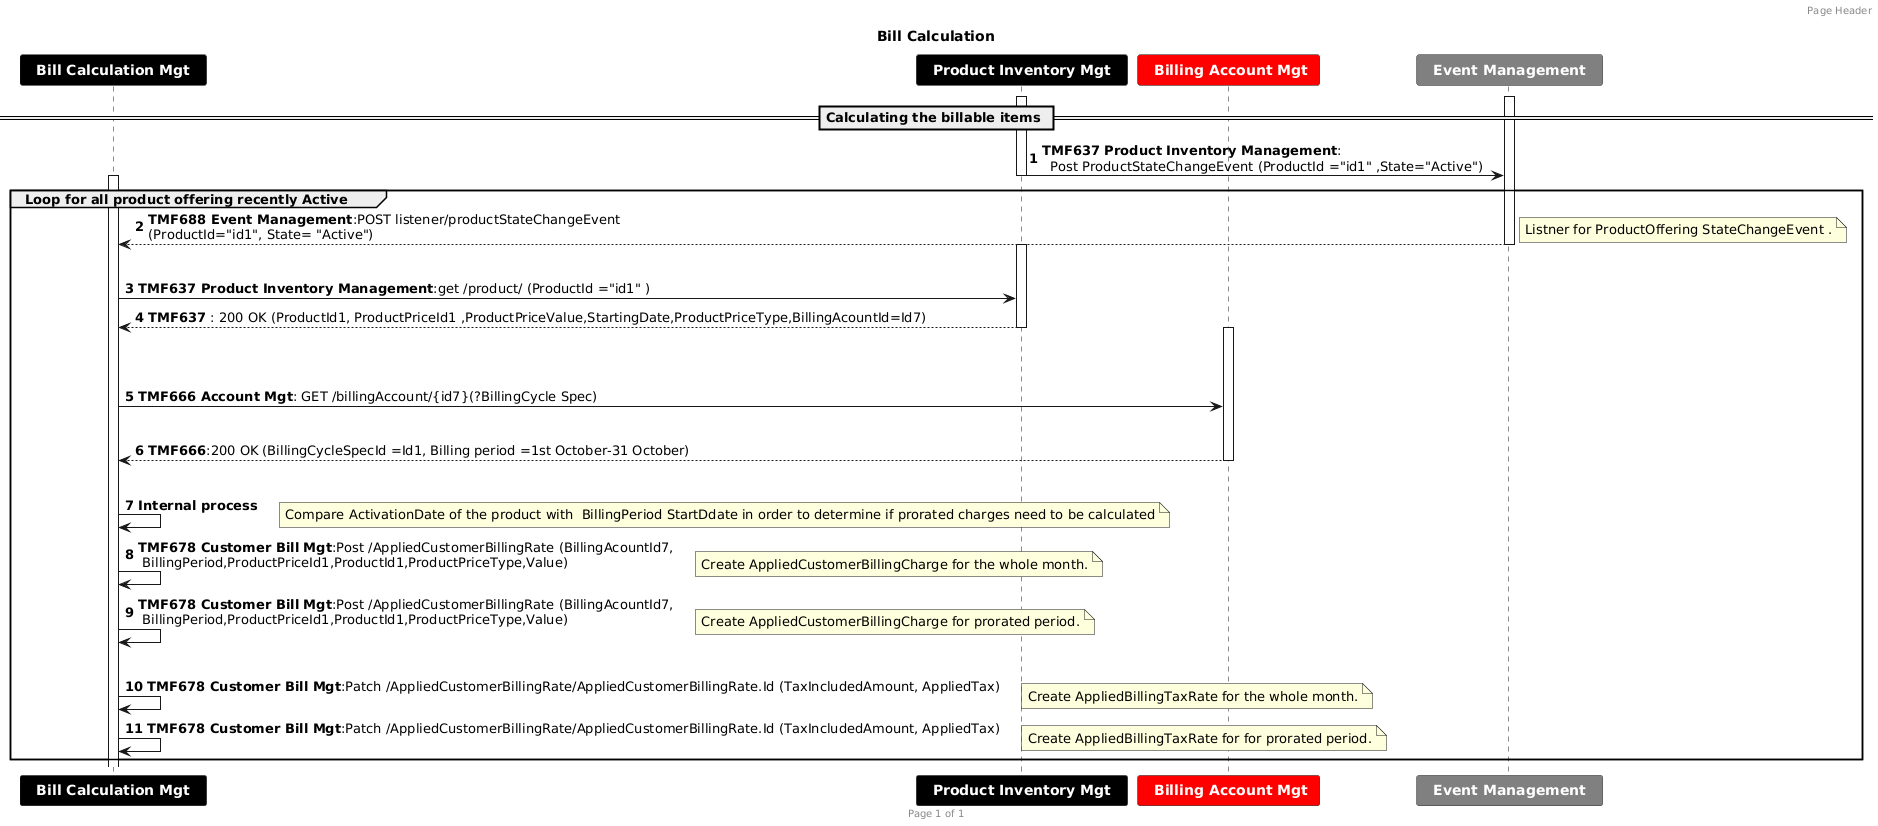 Page Header
Bill Calculation
Bill Calculation Mgt
Product Inventory Mgt
Billing Account Mgt
Event Management
Calculating the billable items
1 TMF637 Product Inventory Management:
Post ProductStateChangeEvent (ProductId ="id1" ,State="Active")
Loop for all product offering recently Active
2 TMF688 Event Management:POST listener/productStateChangeEvent
(ProductId="id1", State= "Active")
Listner for ProductOffering StateChangeEvent .
3 TMF637 Product Inventory Management:get /product/ (ProductId ="id1" )
4 TMF637 : 200 OK (ProductId1, ProductPriceId1 ,ProductPriceValue,StartingDate,ProductPriceType,BillingAcountId=Id7)
5 TMF666 Account Mgt: GET /billingAccount/{id7}(?BillingCycle Spec)
6 TMF666:200 OK (BillingCycleSpecId =Id1, Billing period =1st October-31 October)
7 Internal process
Compare ActivationDate of the product with  BillingPeriod StartDdate in order to determine if prorated charges need to be calculated
8 TMF678 Customer Bill Mgt:Post /AppliedCustomerBillingRate (BillingAcountId7,
BillingPeriod,ProductPriceId1,ProductId1,ProductPriceType,Value)
Create AppliedCustomerBillingCharge for the whole month.
9 TMF678 Customer Bill Mgt:Post /AppliedCustomerBillingRate (BillingAcountId7,
BillingPeriod,ProductPriceId1,ProductId1,ProductPriceType,Value)
Create AppliedCustomerBillingCharge for prorated period.
10 TMF678 Customer Bill Mgt:Patch /AppliedCustomerBillingRate/AppliedCustomerBillingRate.Id (TaxIncludedAmount, AppliedTax)
Create AppliedBillingTaxRate for the whole month.
11 TMF678 Customer Bill Mgt:Patch /AppliedCustomerBillingRate/AppliedCustomerBillingRate.Id (TaxIncludedAmount, AppliedTax)
Create AppliedBillingTaxRate for for prorated period.
Bill Calculation Mgt
Product Inventory Mgt
Billing Account Mgt
Event Management
Page 1 of 1